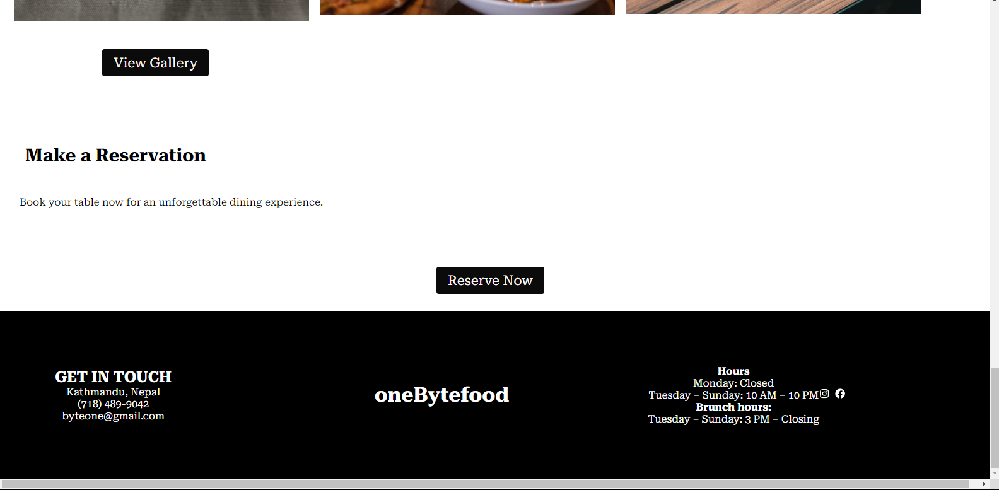 View Gallery
Make a Reservation
Book your table now for an unforgettable dining experience.
Reserve Now
GET IN TOUCH
Kathmandu, Nepal
(718) 489-9042
byteone@gmail.com
oneBytefood
Hours
Monday: Closed
Tuesday – Sunday: 10 AM – 10 PM
Brunch hours:
Tuesday – Sunday: 3 PM – Closing